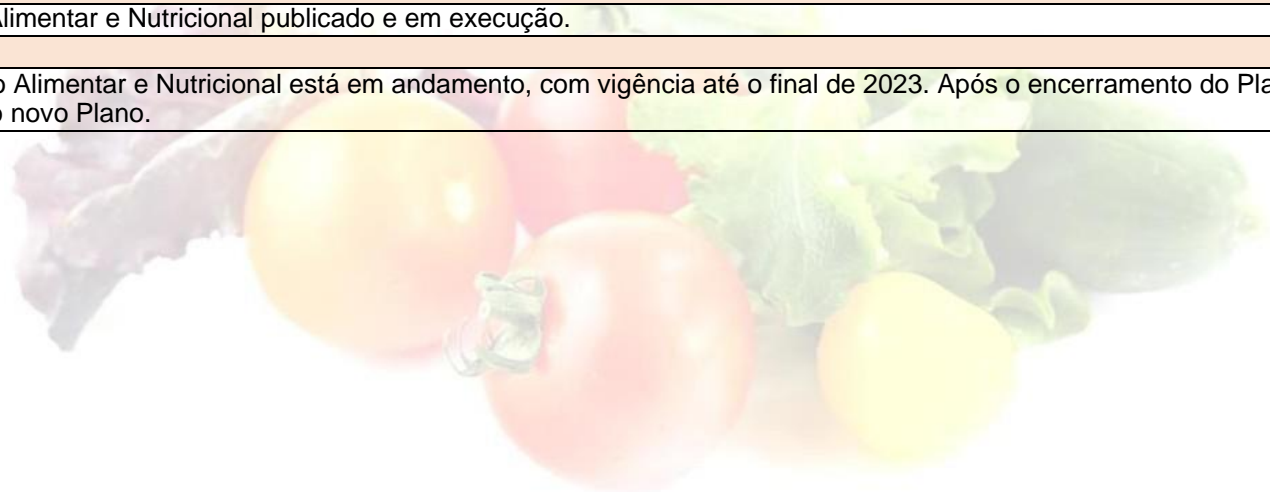 Alimentar e Nutricional publicado e em execução.
o Alimentar e Nutricional está em andamento, com vigência até o final de 2023. Após o encerramento do Pla
o novo Plano.